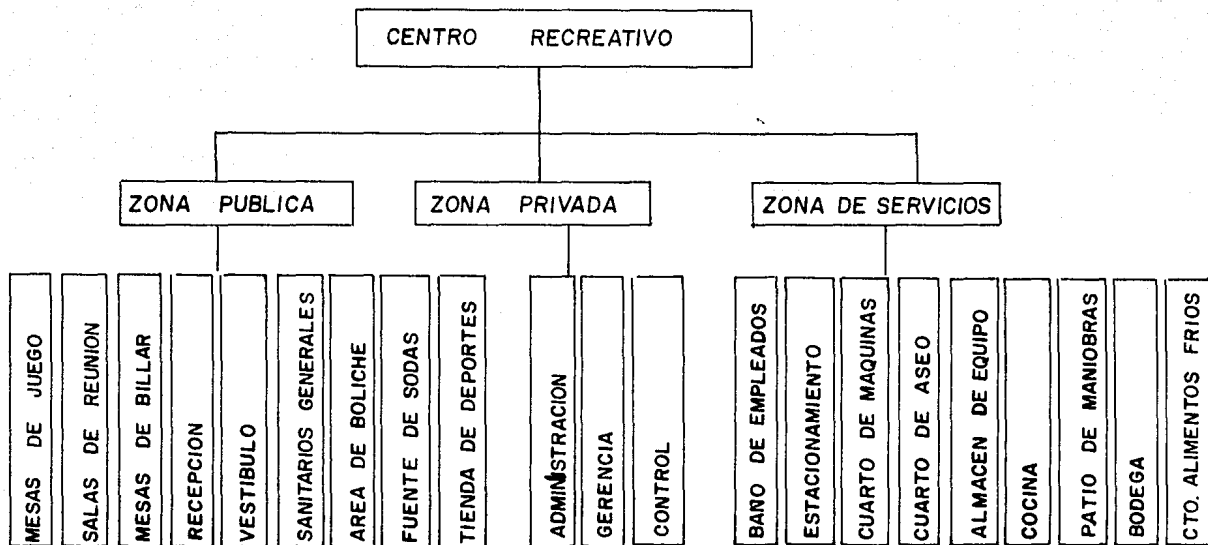 CENTRO RECREATIVO
ZONA PUBLICA
ZONA PRIVADA
ZONA DE SERVICIOS
MESAS DE JUEGO
SALAS DE REUNION
MESAS DE BILLAR
RECEPCION
VESTIBULO
SANITARIOS GENERALES
AREA DE BOLICHE
FUENTE DE SODAS
TIENDA DE DEPORTES
ADMINISTRACION
GERENCIA
CONTROL
BAÑO DE EMPLEADOS
ESTACIONAMIENTO
CUARTO DE MAQUINAS
CUARTO DE ASEO
ALMACEN DE EQUIPO
COCINA
PATIO DE MANIOBRAS
BODEGA
CTO. ALIMENTOS FRIOS